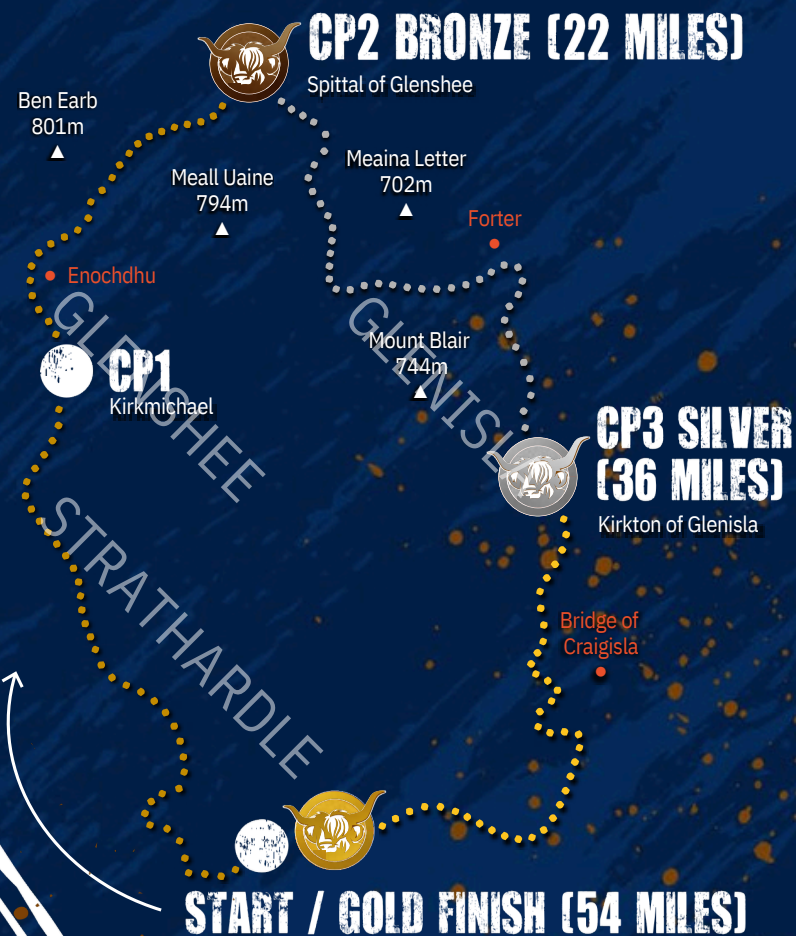 CP2 BRONZE (22 MILES)
Spittal of Glenshee
Ben Earb
801m
Meall Uaine
794m
Meaina Letter
702m
Forter
Enochdhu
GLENSHEE
GLENISLA
Mount Blair
744m
CP1
Kirkmichael
CP3 SILVER
(36 MILES)
Kirkton of Glenisla
STRATHARDLE
Bridge of
Craigisla
START / GOLD FINISH (54 MILES)